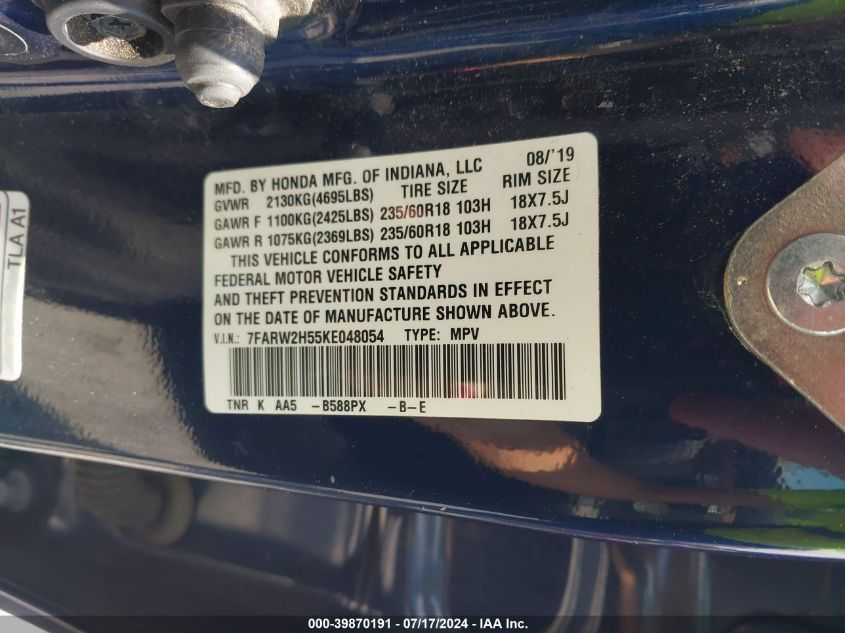 TLA A1
MFD. BY HONDA MFG. OF INDIANA, LLC 08/'19
GVWR 2130KG(4695LBS) TIRE SIZE RIM SIZE
GAWR F 1100KG(2425LBS) 235/60R18 103H 18X7.5J
GAWR R 1075KG(2369LBS) 235/60R18 103H 18X7.5J
THIS VEHICLE CONFORMS TO ALL APPLICABLE
FEDERAL MOTOR VEHICLE SAFETY
AND THEFT PREVENTION STANDARDS IN EFFECT
ON THE DATE OF MANUFACTURE SHOWN ABOVE.
V.I.N.: 7FARW2H55KE048054 TYPE: MPV
TNR K AA5 -B588PX -B-E
000-39870191 - 07/17/2024 - IAA Inc.